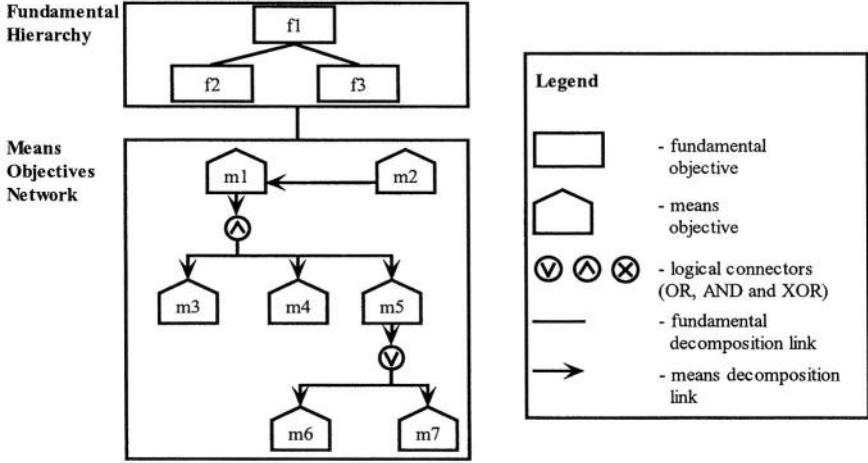 Fundamental
Hierarchy
f1
f2
f3
Means
Objectives
Network
m1
m2
m3
m4
m5
m6
m7
Legend
- fundamental
objective
- means
objective
- logical connectors
(OR, AND and XOR)
- fundamental
decomposition link
- means decomposition
link